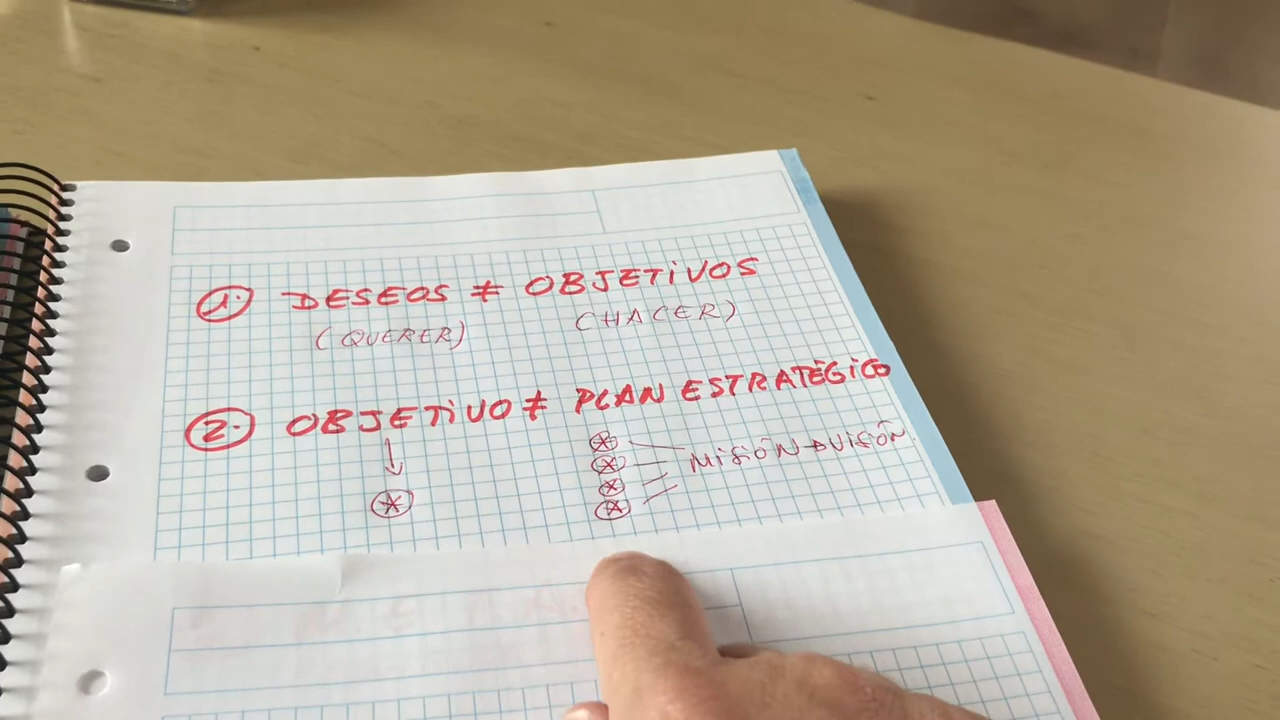 1. DESEOS ≠ OBJETIVOS
(QUERER) (HACER)
2. OBJETIVO ≠ PLAN ESTRATÉGICO
MISIÓN → VISIÓN